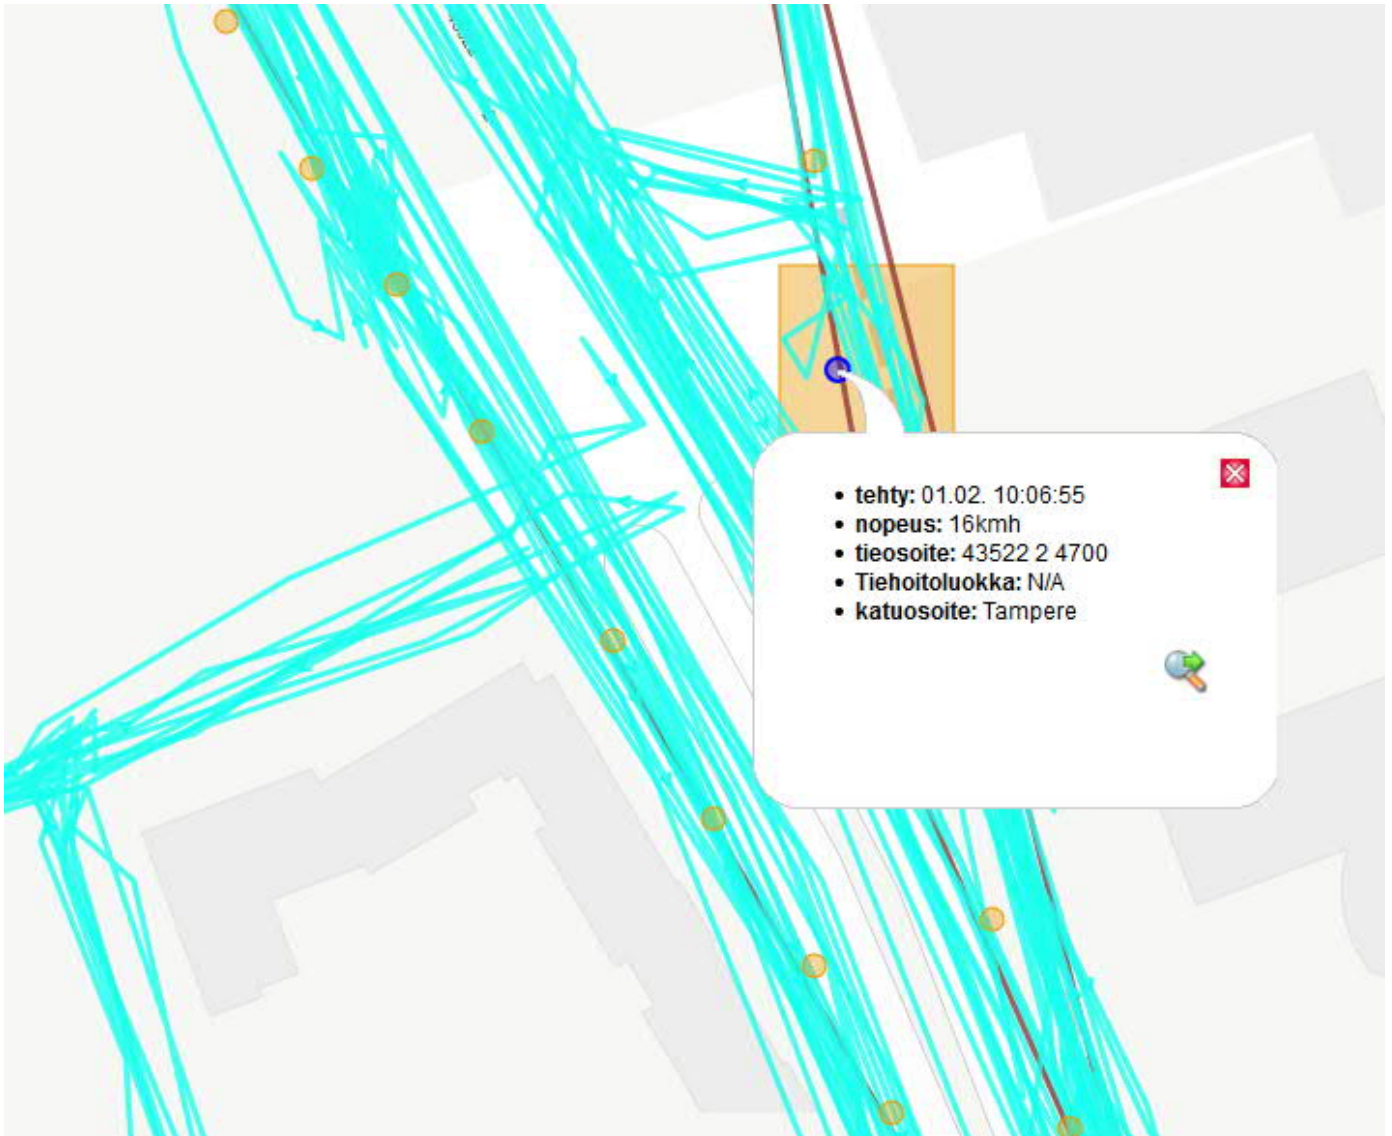 tehty: 01.02. 10:06:55
nopeus: 16kmh
tieosoite: 43522 2 4700
Tiehoitoluokka: N/A
katuosoite: Tampere